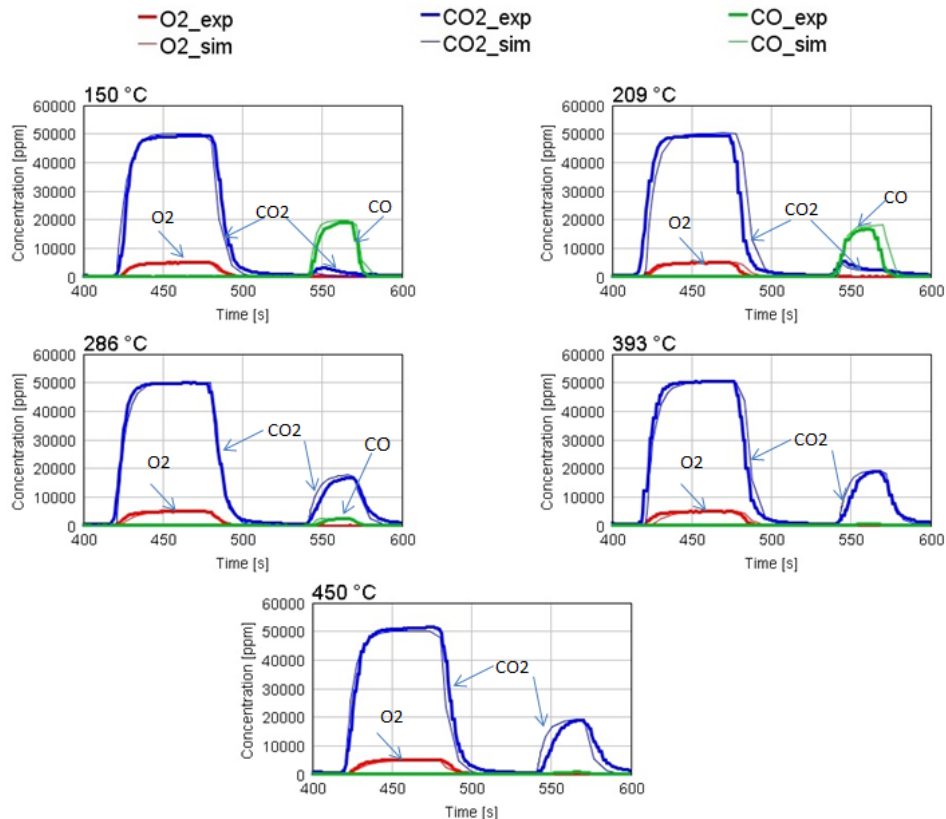 O2_exp CO2_exp CO_exp
O2_sim CO2_sim CO_sim
150 °C
60000
50000
40000
30000
20000
10000
0
Concentration [ppm]
O2
CO2
CO
400 450 500 550 600
Time [s]
209 °C
60000
50000
40000
30000
20000
10000
0
Concentration [ppm]
O2
CO2
CO
400 450 500 550 600
Time [s]
286 °C
60000
50000
40000
30000
20000
10000
0
Concentration [ppm]
O2
CO2
CO
400 450 500 550 600
Time [s]
393 °C
60000
50000
40000
30000
20000
10000
0
Concentration [ppm]
O2
CO2
400 450 500 550 600
Time [s]
450 °C
60000
50000
40000
30000
20000
10000
0
Concentration [ppm]
O2
CO2
400 450 500 550 600
Time [s]